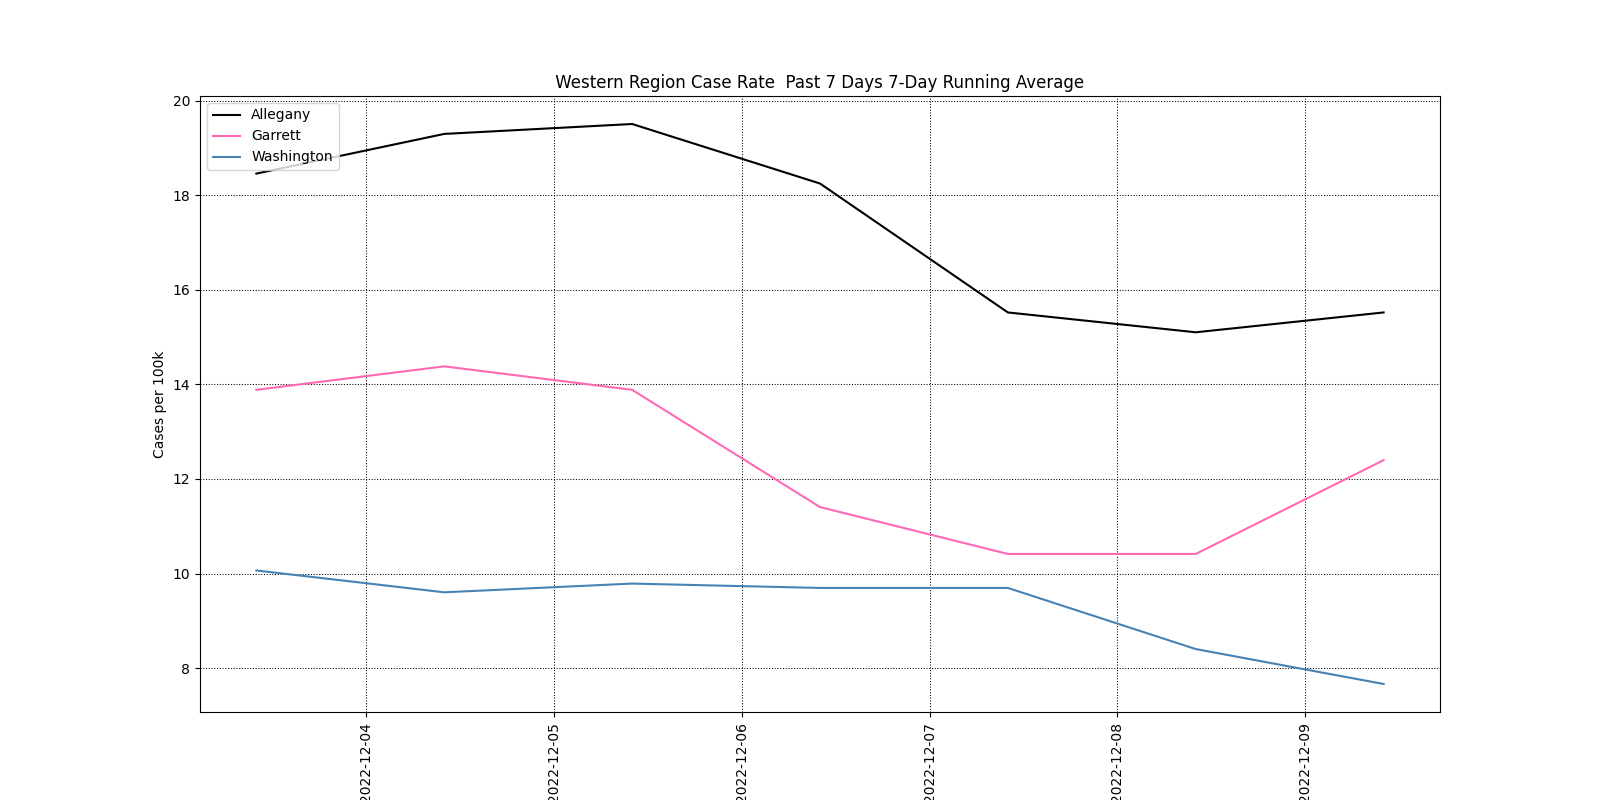 Western Region Case Rate  Past 7 Days 7-Day Running Average
20
18
16
14
12
10
8
Cases per 100k
Allegany
Garrett
Washington
2022-12-04
2022-12-05
2022-12-06
2022-12-07
2022-12-08
2022-12-09